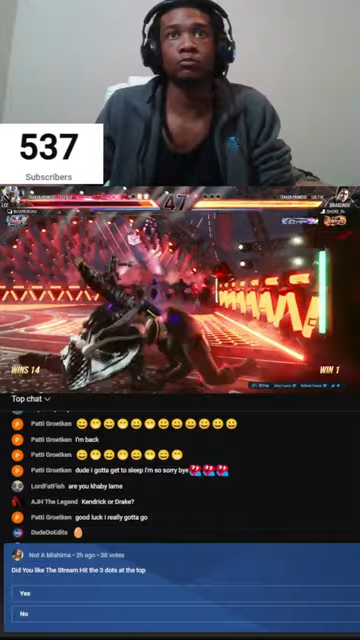 537
Subscribers
47
LEE
DRAGUNOV
WINS 14
WIN 1
Top chat
Patti Groetken
Patti Groetken I'm back
Patti Groetken
Patti Groetken dude I gotta get to sleep I'm so sorry bye
LordFatFish are you khaby lame
AJH The Legend Kendrick or Drake?
Patti Groetken good luck I really gotta go
DudeDoEdits
Not A Mishima • 2h ago • 38 votes
Did You like The Stream Hit the 3 dots at the top
Yes
No